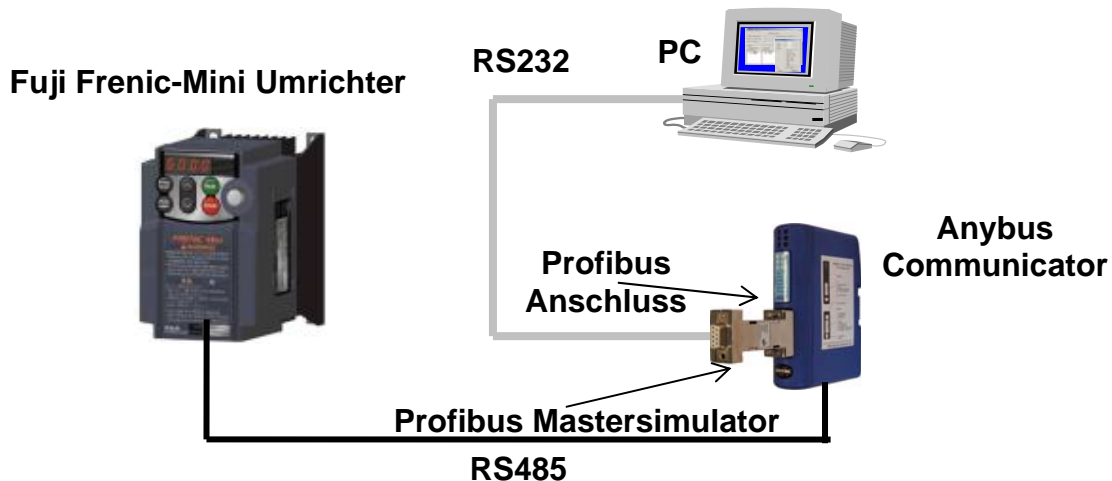 RS232
PC
Fuji Frenic-Mini Umrichter
Anybus
Communicator
Profibus
Anschluss
Profibus Mastersimulator
RS485